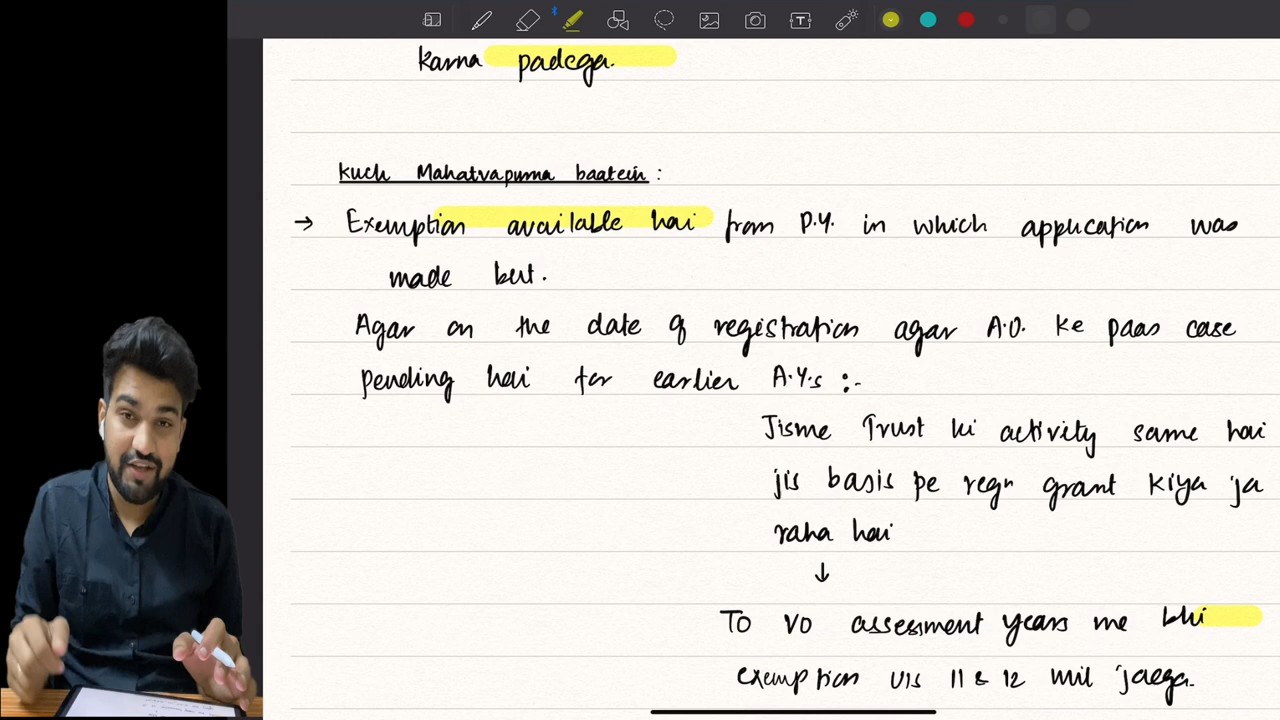 karna padega.
Kuch Mahatvapurna baatein :
→ Exemption available hai from P.Y. in which application was
made but.
Agar on the date of registration agar A.O. ke paas case
pending hai for earlier A.Y.s :-
Jisme Trust ki activity same hai
jis basis pe regn grant kiya ja
raha hai
↓
To vo assessment years me bhi
exemption u/s 11 & 12 mil jaega.